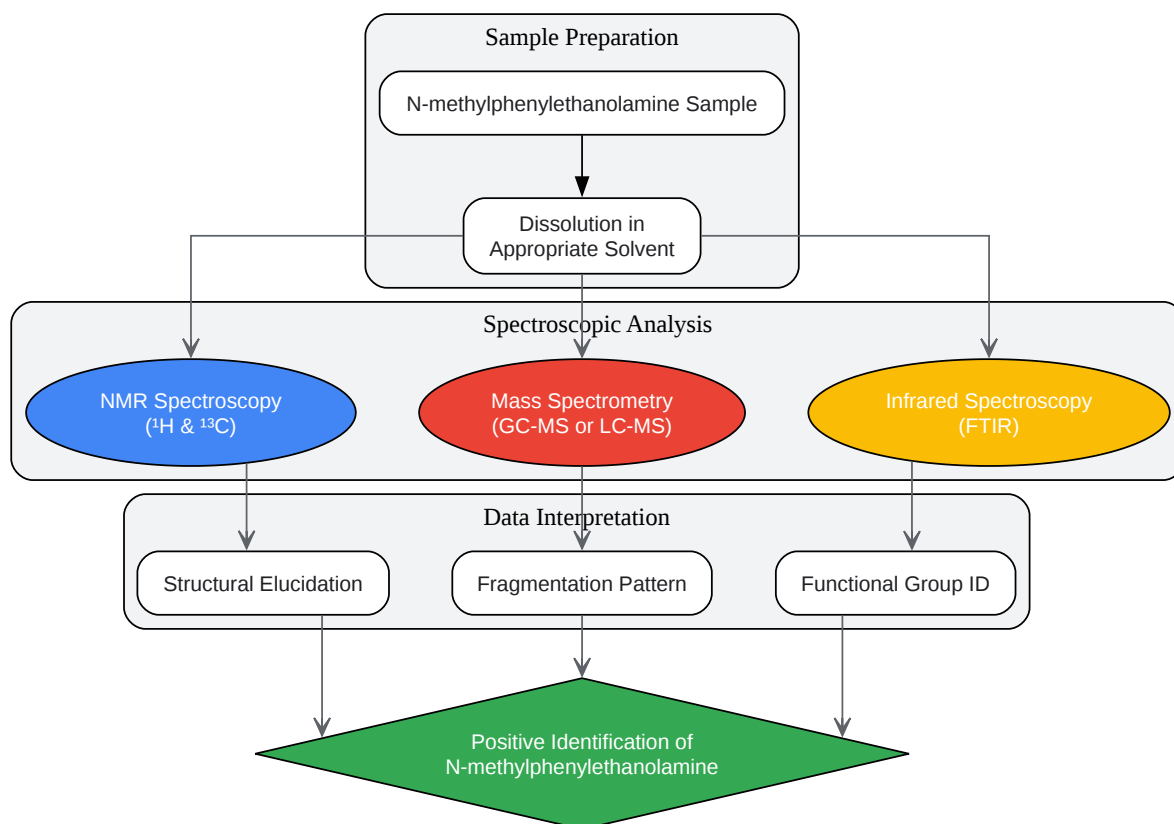 Sample Preparation
N-methylphenylethanolamine Sample
Dissolution in
Appropriate Solvent
Spectroscopic Analysis
NMR Spectroscopy
(¹H & ¹³C)
Mass Spectrometry
(GC-MS or LC-MS)
Infrared Spectroscopy
(FTIR)
Data Interpretation
Structural Elucidation
Fragmentation Pattern
Functional Group ID
Positive Identification of
N-methylphenylethanolamine